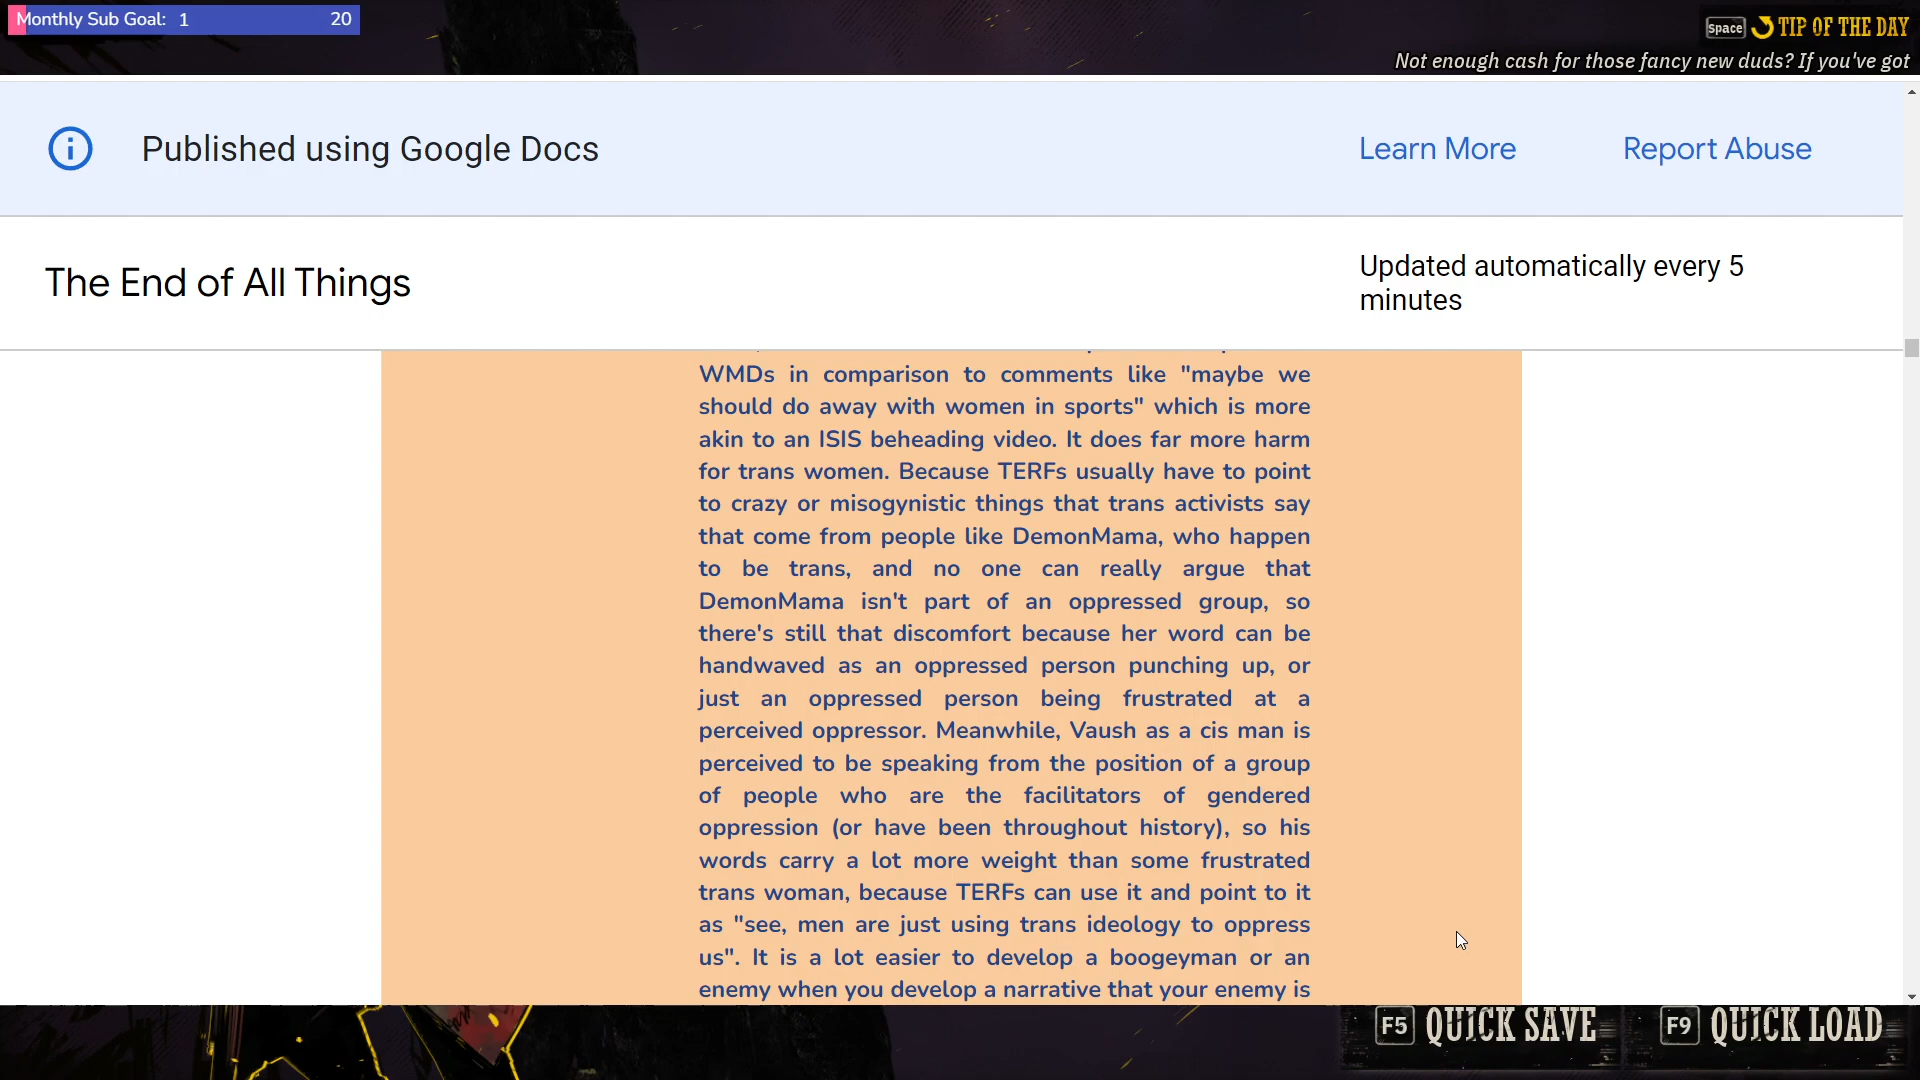 Monthly Sub Goal: 1 20
Space TIP OF THE DAY
Not enough cash for those fancy new duds? If you've got
Published using Google Docs
Learn More
Report Abuse
The End of All Things
Updated automatically every 5
minutes
WMDs in comparison to comments like "maybe we
should do away with women in sports" which is more
akin to an ISIS beheading video. It does far more harm
for trans women. Because TERFs usually have to point
to crazy or misogynistic things that trans activists say
that come from people like DemonMama, who happen
to be trans, and no one can really argue that
DemonMama isn't part of an oppressed group, so
there's still that discomfort because her word can be
handwaved as an oppressed person punching up, or
just an oppressed person being frustrated at a
perceived oppressor. Meanwhile, Vaush as a cis man is
perceived to be speaking from the position of a group
of people who are the facilitators of gendered
oppression (or have been throughout history), so his
words carry a lot more weight than some frustrated
trans woman, because TERFs can use it and point to it
as "see, men are just using trans ideology to oppress
us". It is a lot easier to develop a boogeyman or an
enemy when you develop a narrative that your enemy is
F5 QUICK SAVE
F9 QUICK LOAD